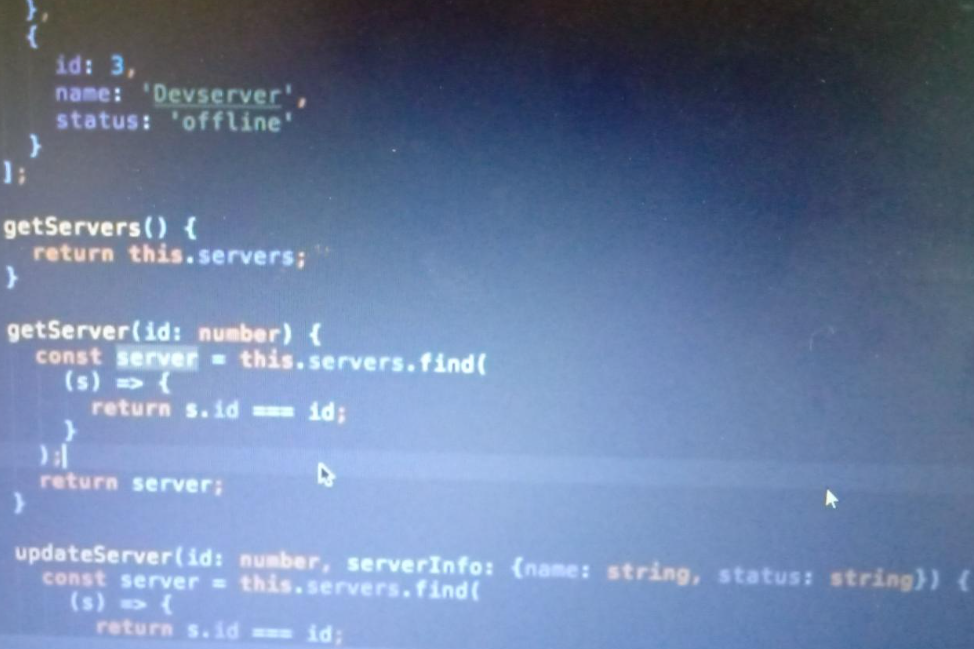 },
{
id: 3,
name: 'Devserver',
status: 'offline'
}
];
getServers() {
return this.servers;
}
getServer(id: number) {
const server = this.servers.find(
(s) => {
return s.id === id;
}
);
return server;
}
updateServer(id: number, serverInfo: {name: string, status: string}) {
const server = this.servers.find(
(s) => {
return s.id === id;